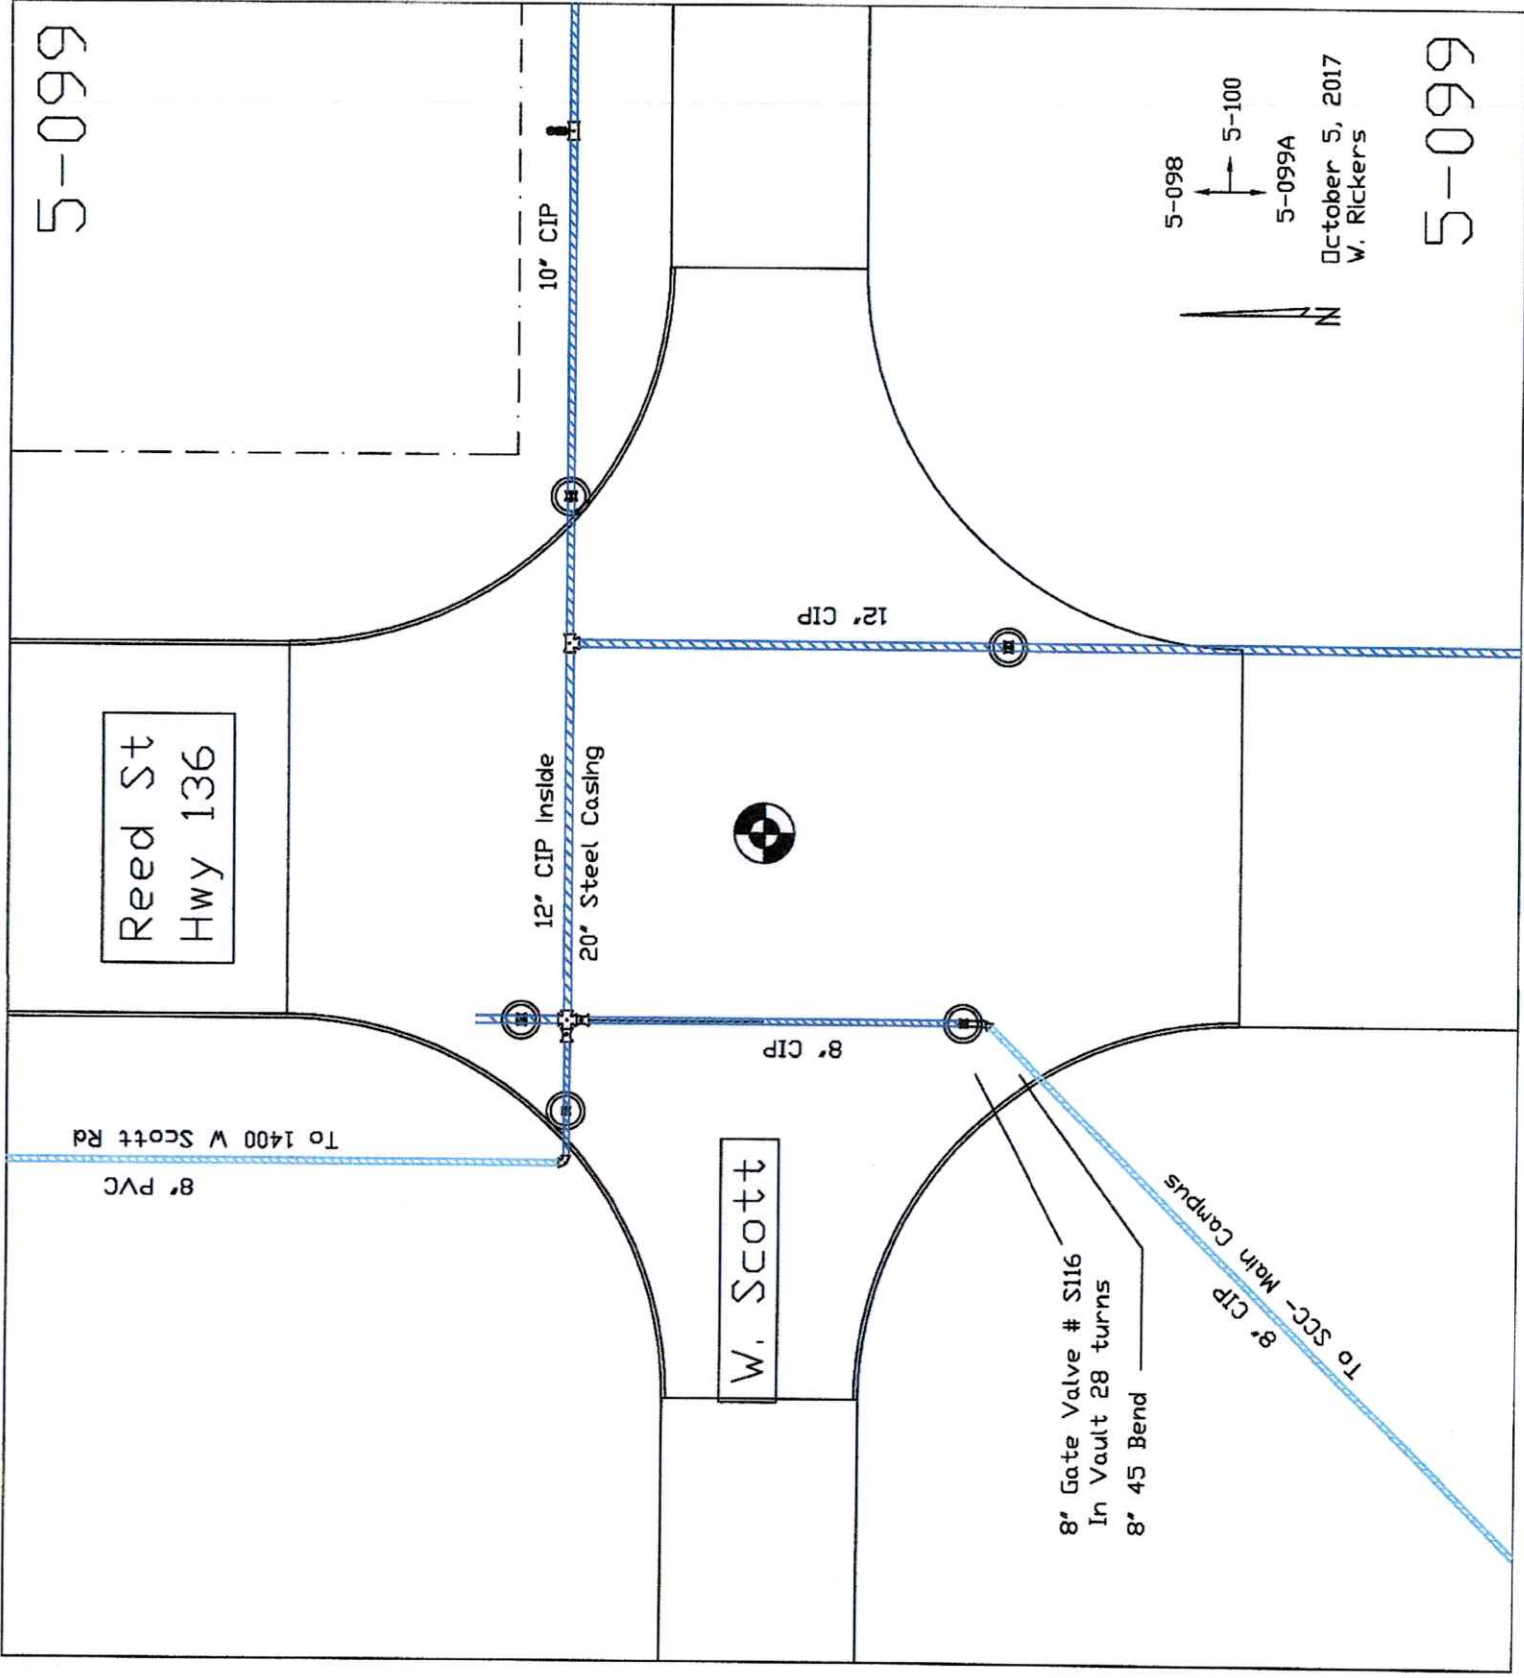 5-099
Reed St
Hwy 136
10" CIP
12" CIP Inside
20" Steel Casing
12" CIP
8" CIP
To 1400 W Scott Rd
8" PVC
W. Scott
8" Gate Valve # S116
In Vault 28 turns
8" 45 Bend
To SCC- Main Campus
8" CIP
5-098
5-100
5-099A
N
October 5, 2017
W. Rickers
5-099